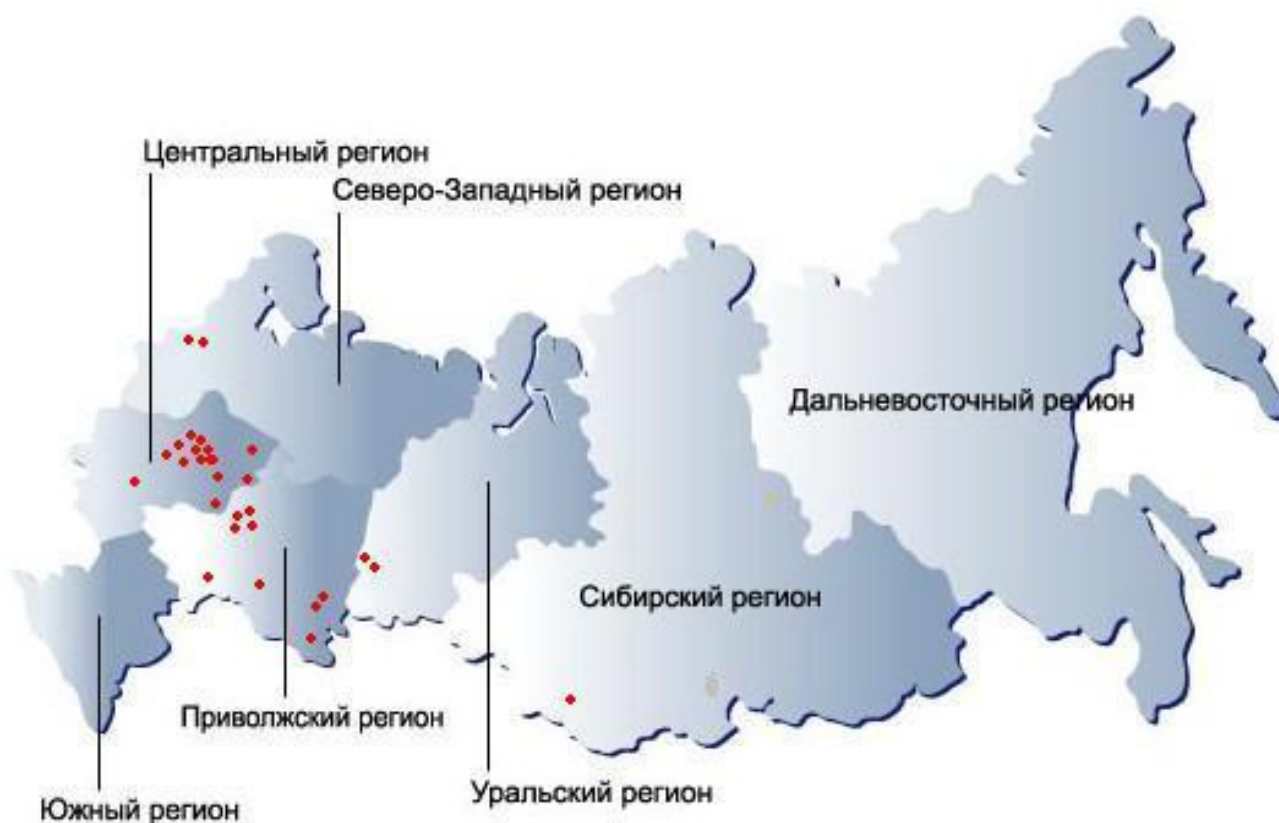 Центральный регион
Северо-Западный регион
Дальневосточный регион
Сибирский регион
Приволжский регион
Уральский регион
Южный регион